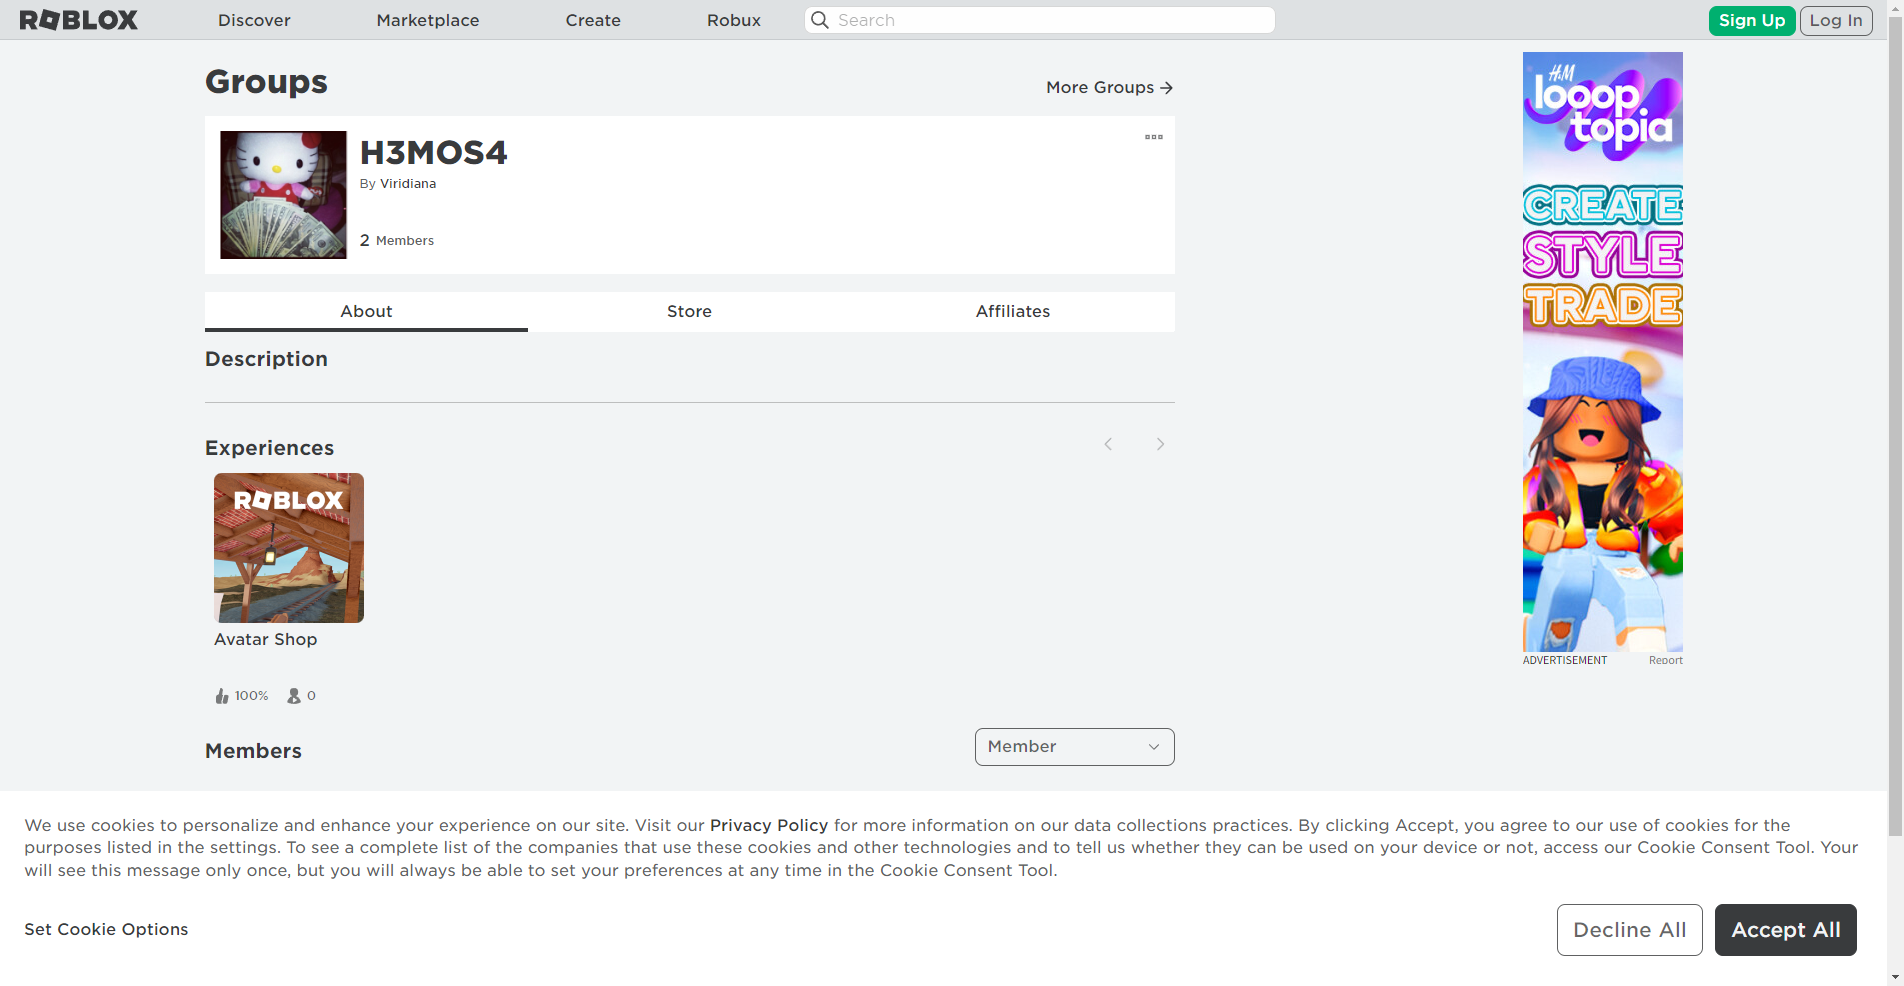 ROBLOX
Discover
Marketplace
Create
Robux
Search
Sign Up
Log In
Groups
More Groups
H3MOS4
By Viridiana
2 Members
About
Store
Affiliates
Description
Experiences
ROBLOX
Avatar Shop
100%
0
Members
Member
H&M
looop
topia
CREATE
STYLE
TRADE
ADVERTISEMENT
Report
We use cookies to personalize and enhance your experience on our site. Visit our Privacy Policy for more information on our data collections practices. By clicking Accept, you agree to our use of cookies for the
purposes listed in the settings. To see a complete list of the companies that use these cookies and other technologies and to tell us whether they can be used on your device or not, access our Cookie Consent Tool. Your
will see this message only once, but you will always be able to set your preferences at any time in the Cookie Consent Tool.
Set Cookie Options
Decline All
Accept All